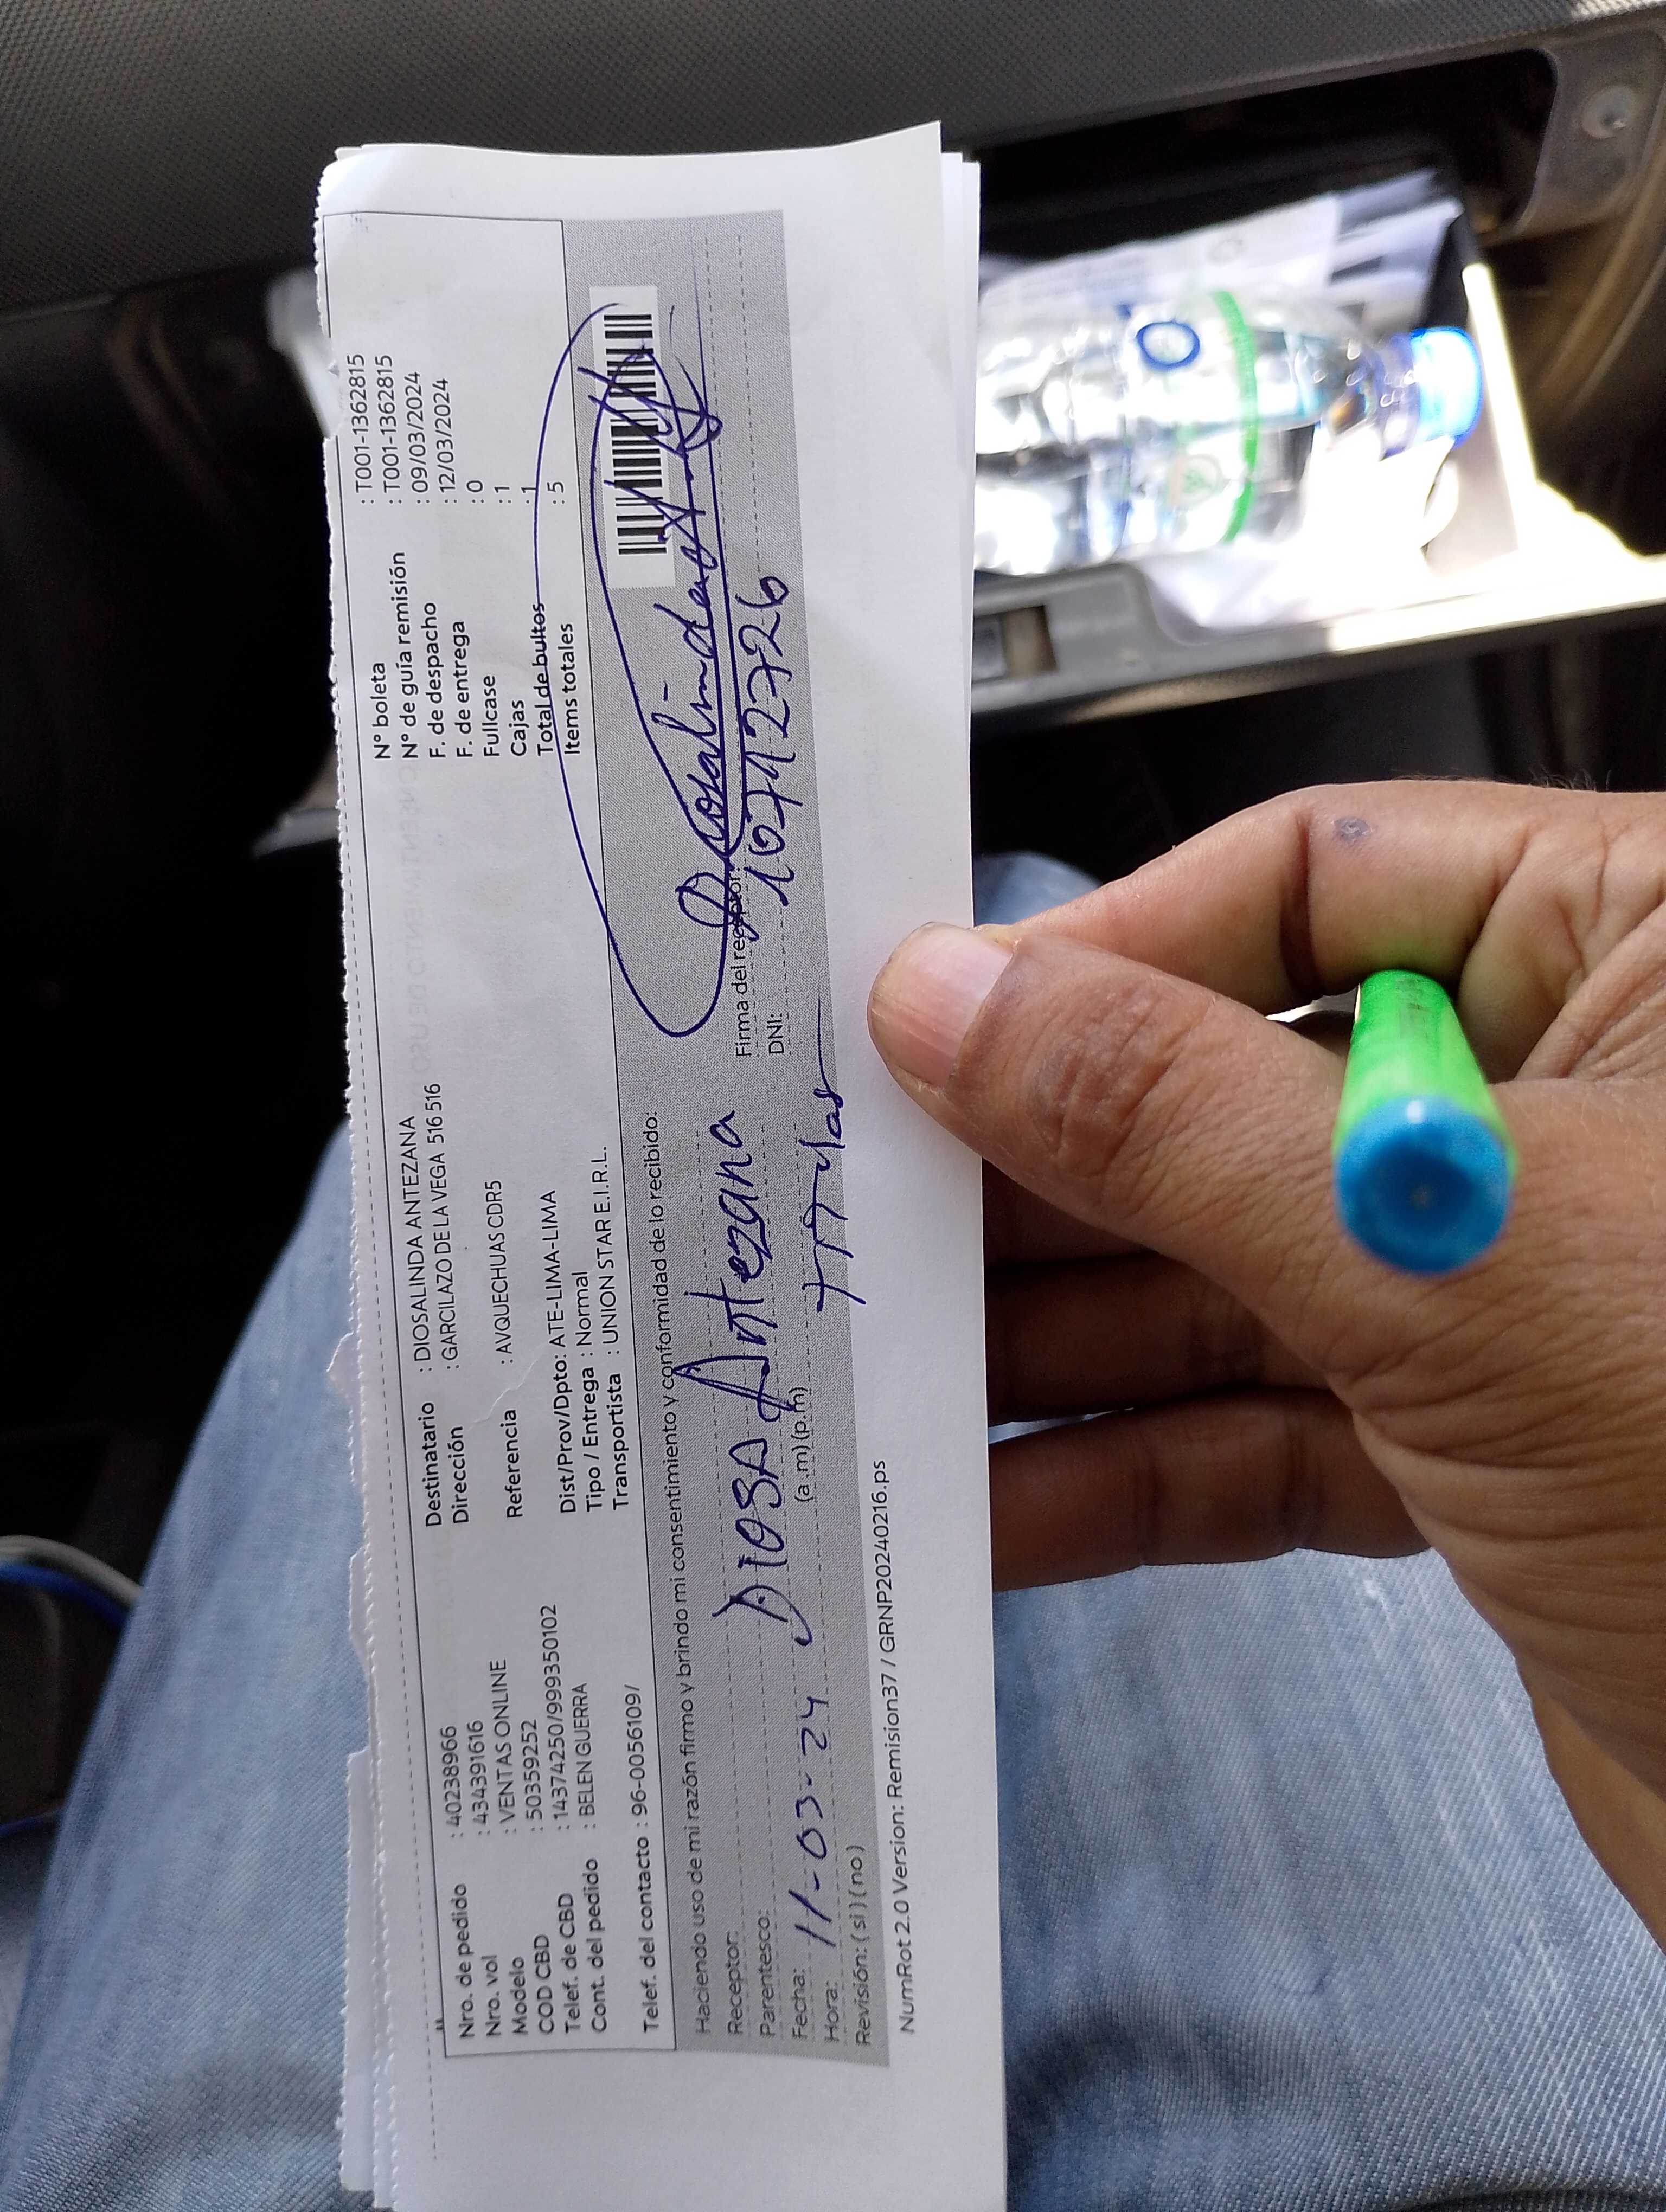 Nro. de pedido : 40238966
Nro. vol : 434391616
Modelo : VENTAS ONLINE
COD CBD : 50359252
Telef. de CBD : 14374250/999350102
Cont. del pedido : BELEN GUERRA
Telef. del contacto : 96-0056109/
Destinatario : DIOSALINDA ANTEZANA
Dirección : GARCILAZO DE LA VEGA 516 516
Referencia : AVQUECHUAS CDR5
Dist/Prov/Dpto: ATE-LIMA-LIMA
Tipo / Entrega : Normal
Transportista : UNION STAR E.I.R.L.
N° boleta : T001-1362815
N° de guía remisión : T001-1362815
F. de despacho : 09/03/2024
F. de entrega : 12/03/2024
Fullcase : 0
Cajas : 1
Total de bultos : 1
Items totales : 5
Haciendo uso de mi razón firmo y brindo mi consentimiento y conformidad de lo recibido:
Receptor: DIOSA Antezana
Parentesco:
Fecha: 11-03-24
Hora: (a.m) (p.m)
Revisión: ( si ) ( no )
Firma del receptor:
DNI: 10712726
NumRot 2.0 Version: Remision37 / GRNP20240216.ps